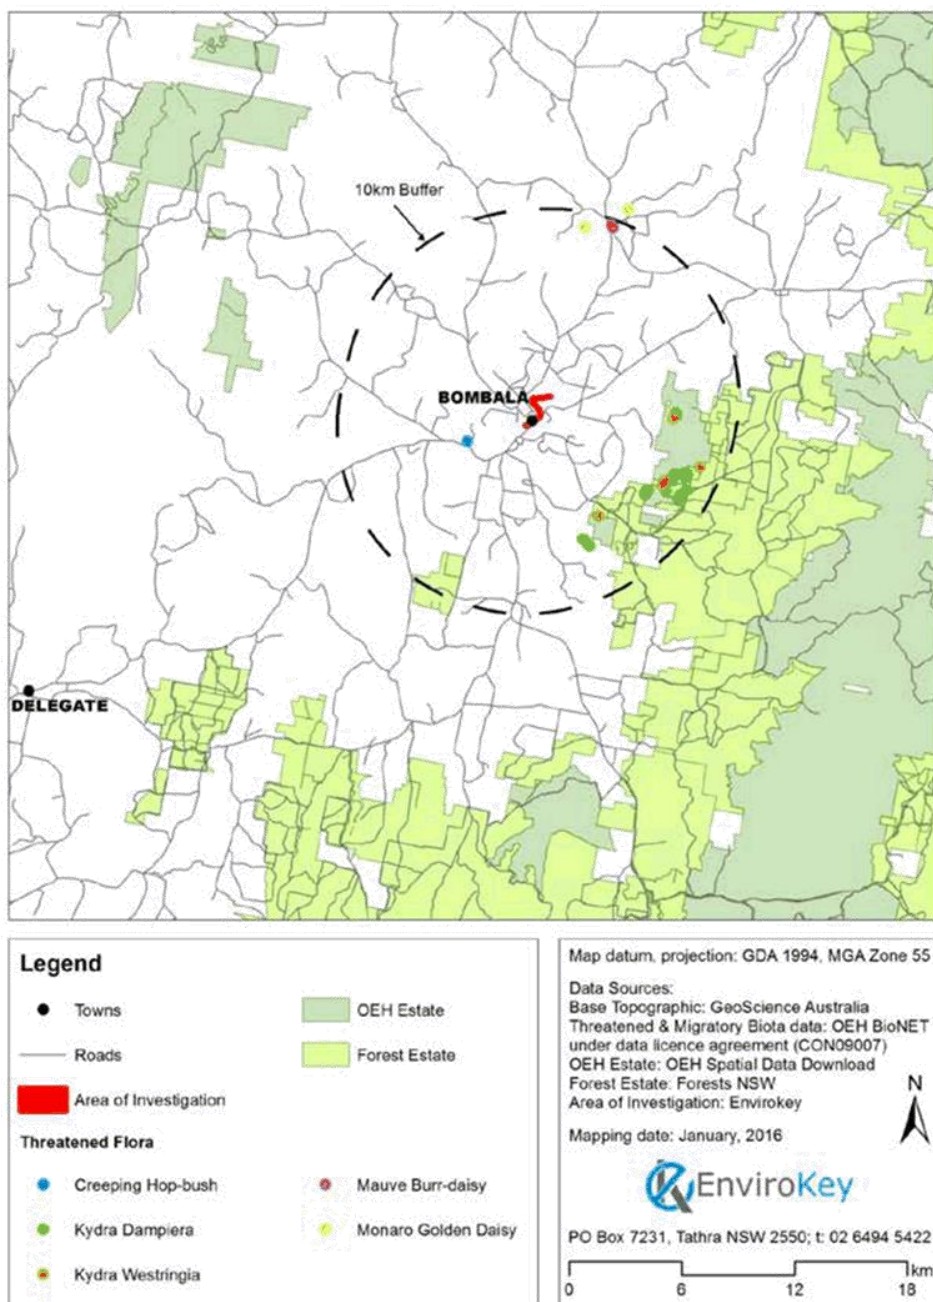 10km Buffer
BOMBALA
DELEGATE
Legend
Towns
Roads
Area of Investigation
OEH Estate
Forest Estate
Threatened Flora
Creeping Hop-bush
Kydra Dampiera
Kydra Westringia
Mauve Burr-daisy
Monaro Golden Daisy
Map datum, projection: GDA 1994, MGA Zone 55
Data Sources:
Base Topographic: GeoScience Australia
Threatened & Migratory Biota data: OEH BioNET
under data licence agreement (CON09007)
OEH Estate: OEH Spatial Data Download
Forest Estate: Forests NSW
Area of Investigation: Envirokey
Mapping date: January, 2016
N
EnviroKey
PO Box 7231, Tathra NSW 2550; t: 02 6494 5422
km
0 6 12 18